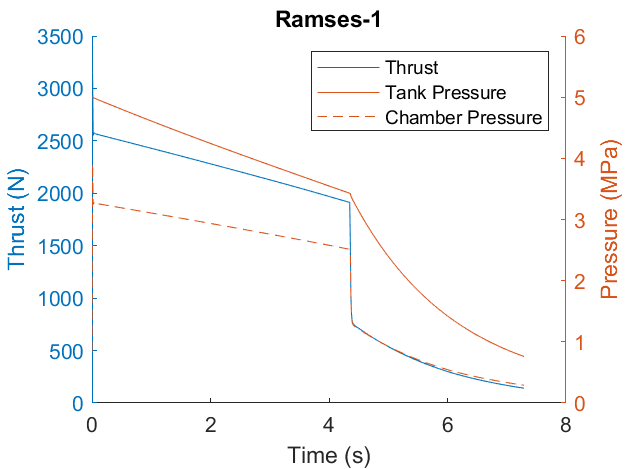 Ramses-1
3500
3000
2500
2000
1500
1000
500
0
Thrust (N)
6
5
4
3
2
1
0
Pressure (MPa)
Thrust
Tank Pressure
Chamber Pressure
0 2 4 6 8
Time (s)